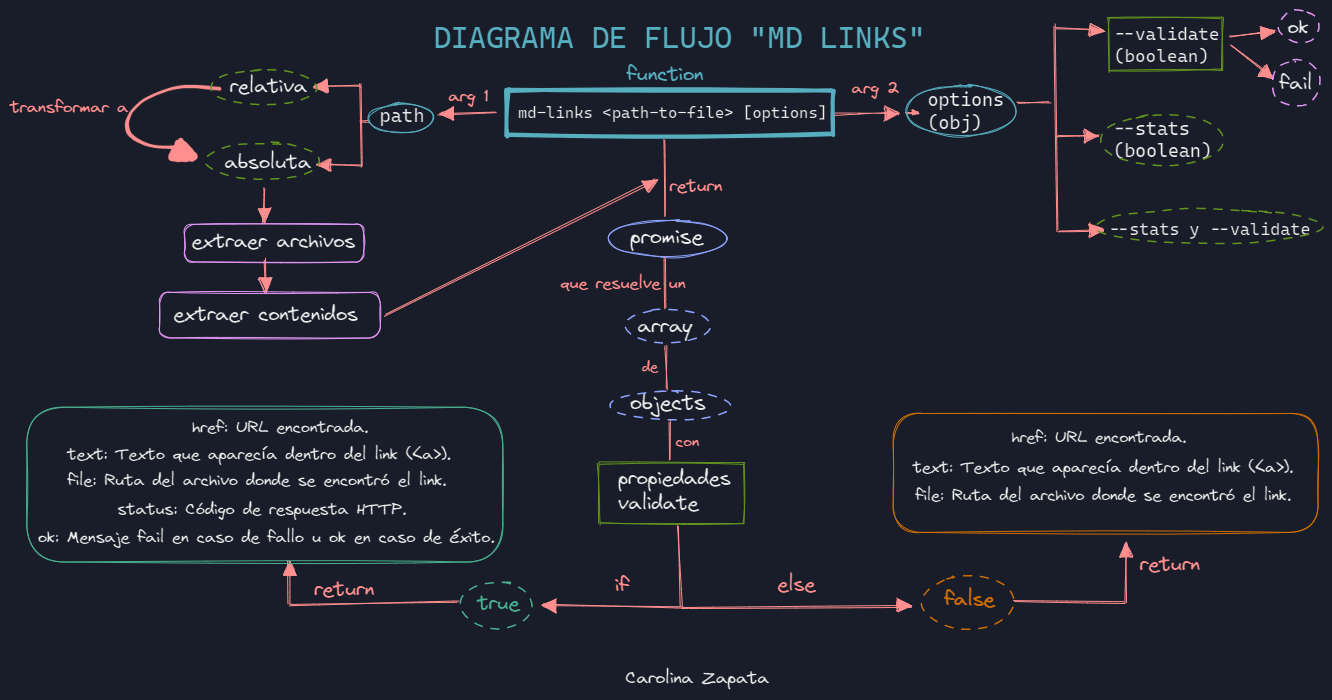 DIAGRAMA DE FLUJO "MD LINKS"
function
md-links <path-to-file> [options]
arg 1
path
relativa
transformar a
absoluta
extraer archivos
extraer contenidos
arg 2
options
(obj)
--validate
(boolean)
ok
fail
--stats
(boolean)
--stats y --validate
return
promise
que resuelve un
array
de
objects
con
propiedades
validate
if
true
return
href: URL encontrada.
text: Texto que aparecía dentro del link (<a>).
file: Ruta del archivo donde se encontró el link.
status: Código de respuesta HTTP.
ok: Mensaje fail en caso de fallo u ok en caso de éxito.
else
false
return
href: URL encontrada.
text: Texto que aparecía dentro del link (<a>).
file: Ruta del archivo donde se encontró el link.
Carolina Zapata